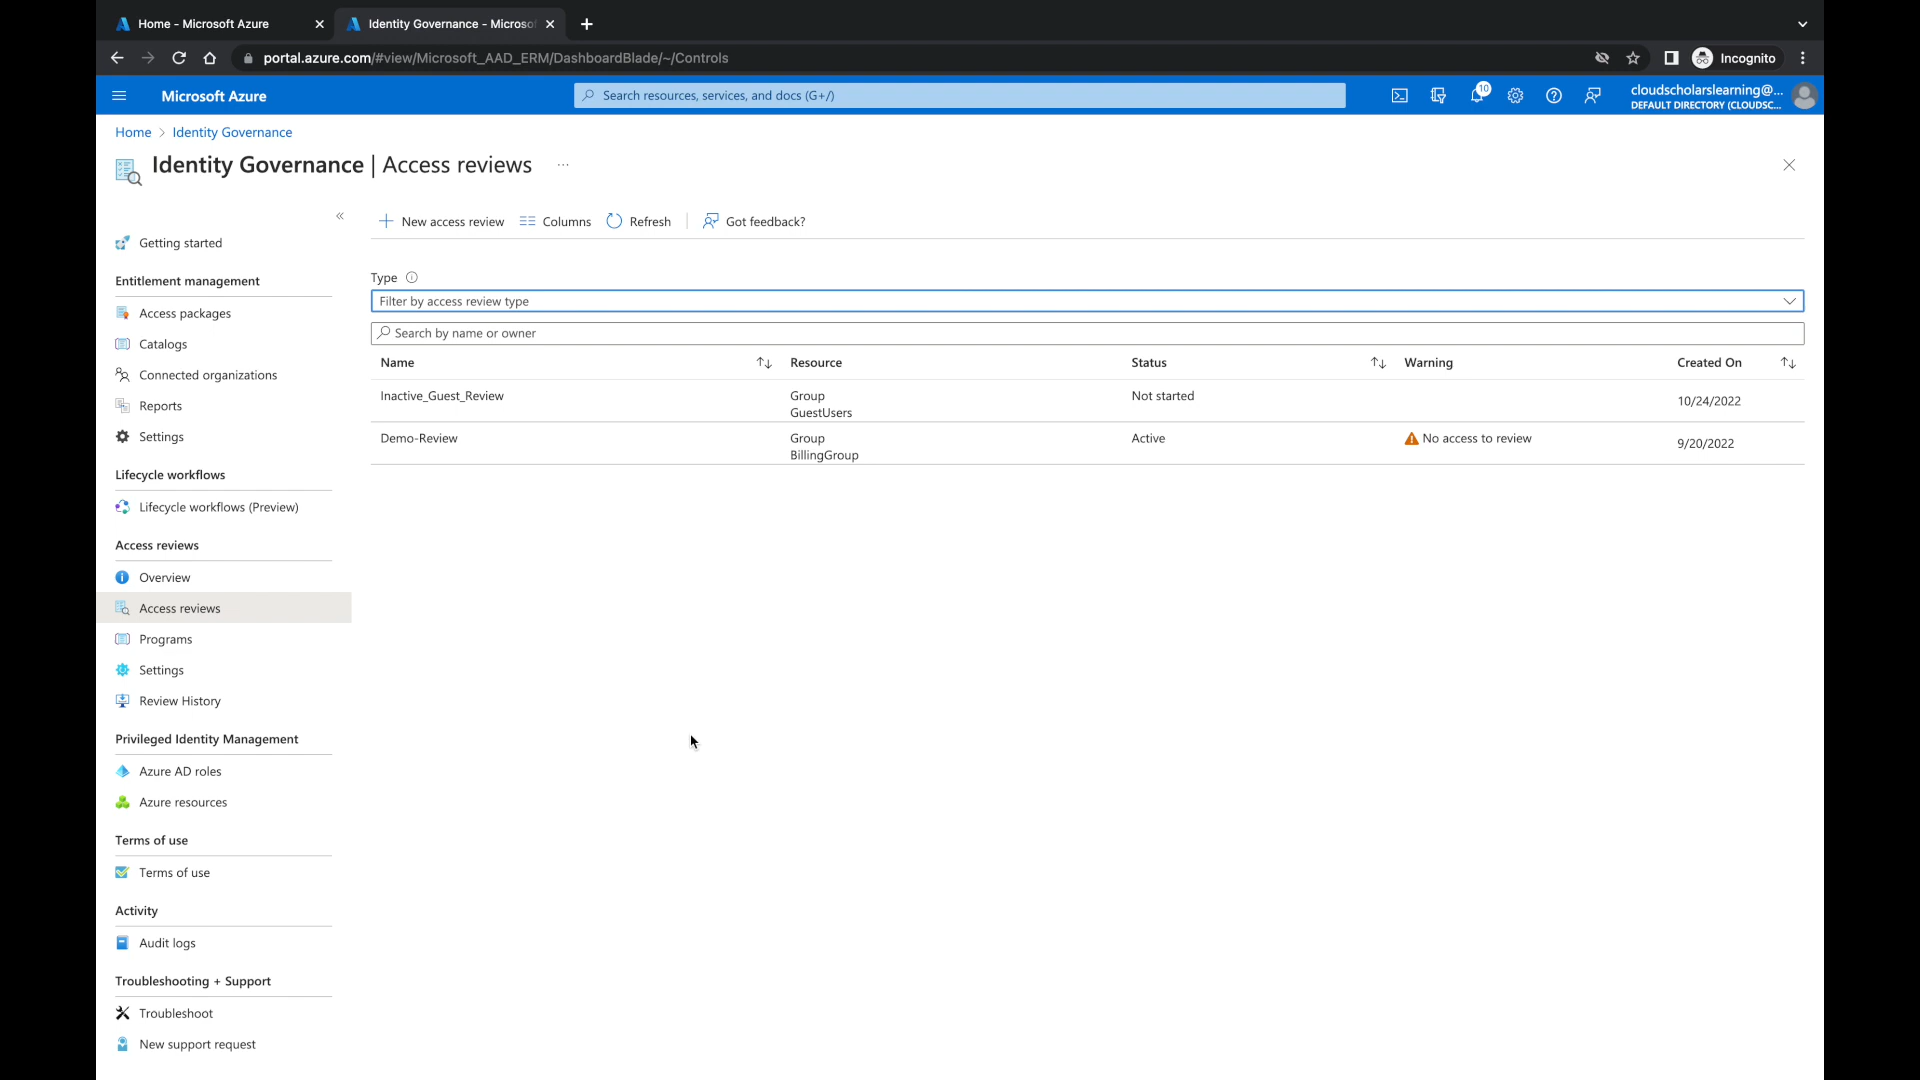 Home - Microsoft Azure
Identity Governance - Microso
portal.azure.com/#view/Microsoft_AAD_ERM/DashboardBlade/~/Controls
Incognito
Microsoft Azure
Search resources, services, and docs (G+/)
10
cloudscholarslearning@...
DEFAULT DIRECTORY (CLOUDSC...
Home > Identity Governance
Identity Governance | Access reviews ...
«
New access review
Columns
Refresh
Got feedback?
Getting started
Entitlement management
Access packages
Catalogs
Connected organizations
Reports
Settings
Lifecycle workflows
Lifecycle workflows (Preview)
Access reviews
Overview
Access reviews
Programs
Settings
Review History
Privileged Identity Management
Azure AD roles
Azure resources
Terms of use
Terms of use
Activity
Audit logs
Troubleshooting + Support
Troubleshoot
New support request
Type
Filter by access review type
Search by name or owner
Name Resource Status Warning Created On
Inactive_Guest_Review Group Not started 10/24/2022
GuestUsers
Demo-Review Group Active No access to review 9/20/2022
BillingGroup